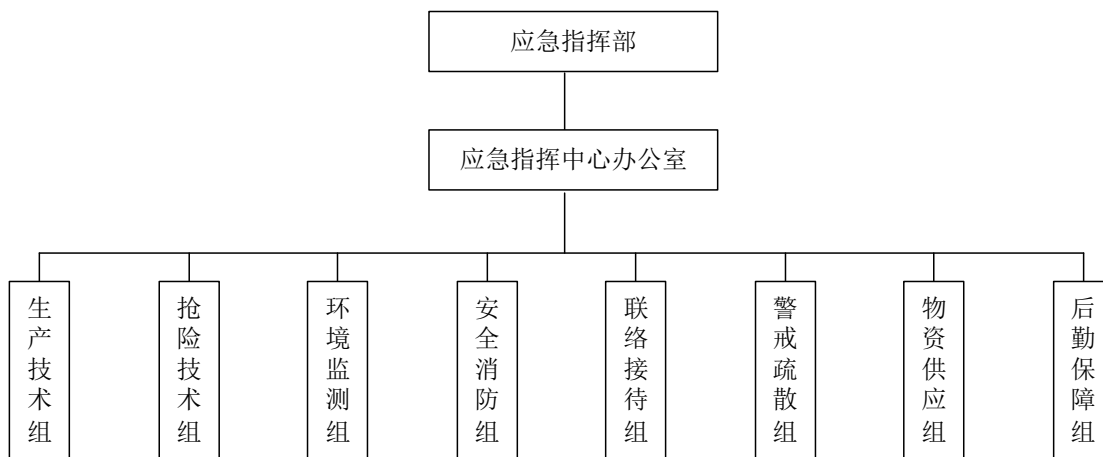 应急指挥部
应急指挥中心办公室
生产技术组
抢险技术组
环境监测组
安全消防组
联络接待组
警戒疏散组
物资供应组
后勤保障组